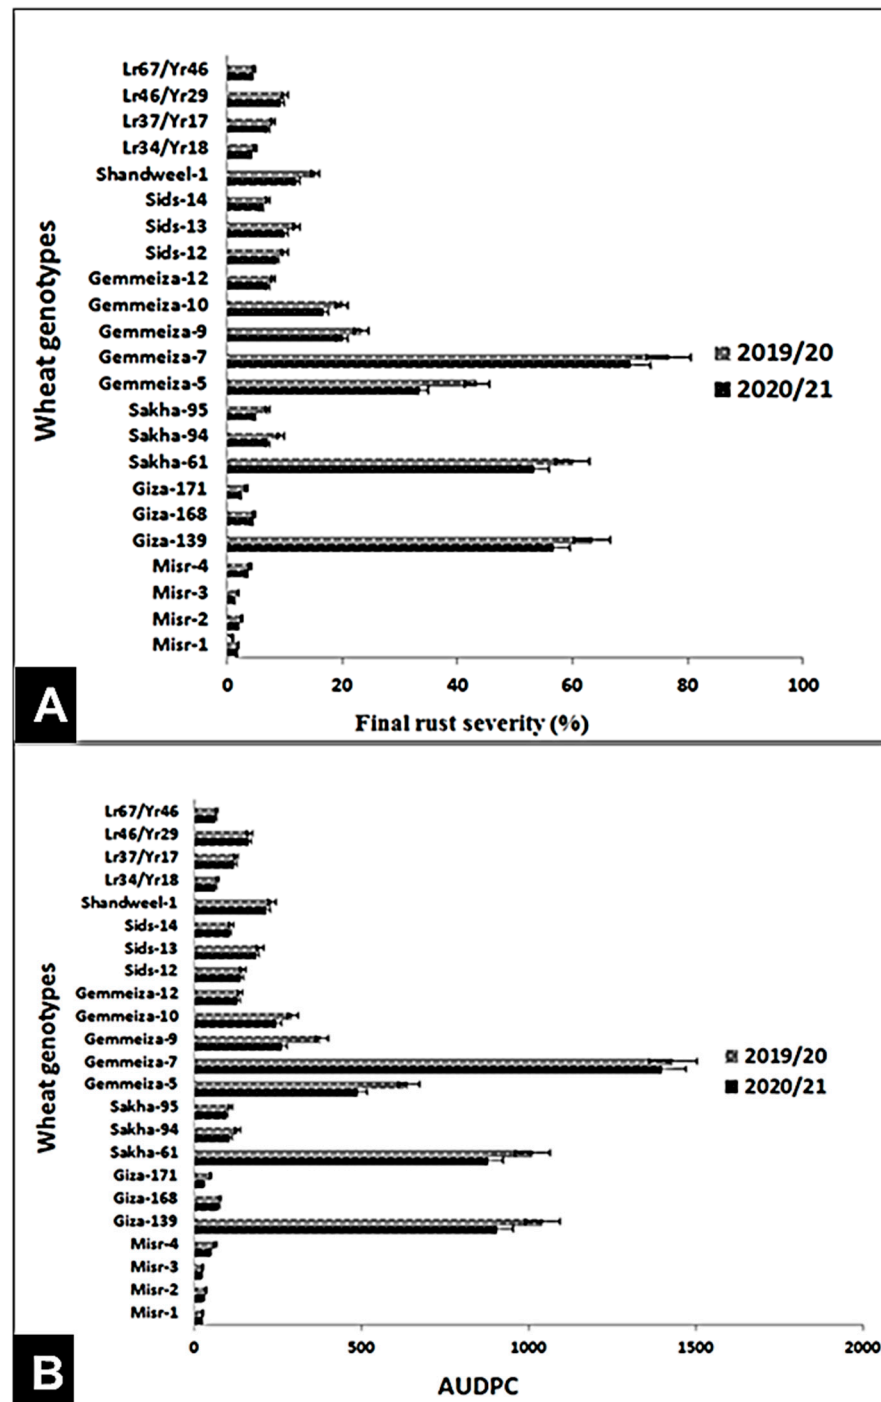 Wheat genotypes
Lr67/Yr46
Lr46/Yr29
Lr37/Yr17
Lr34/Yr18
Shandweel-1
Sids-14
Sids-13
Sids-12
Gemmeiza-12
Gemmeiza-10
Gemmeiza-9
Gemmeiza-7
Gemmeiza-5
Sakha-95
Sakha-94
Sakha-61
Giza-171
Giza-168
Giza-139
Misr-4
Misr-3
Misr-2
Misr-1
2019/20
2020/21
0 20 40 60 80 100
Final rust severity (%)
A
Wheat genotypes
Lr67/Yr46
Lr46/Yr29
Lr37/Yr17
Lr34/Yr18
Shandweel-1
Sids-14
Sids-13
Sids-12
Gemmeiza-12
Gemmeiza-10
Gemmeiza-9
Gemmeiza-7
Gemmeiza-5
Sakha-95
Sakha-94
Sakha-61
Giza-171
Giza-168
Giza-139
Misr-4
Misr-3
Misr-2
Misr-1
2019/20
2020/21
0 500 1000 1500 2000
AUDPC
B